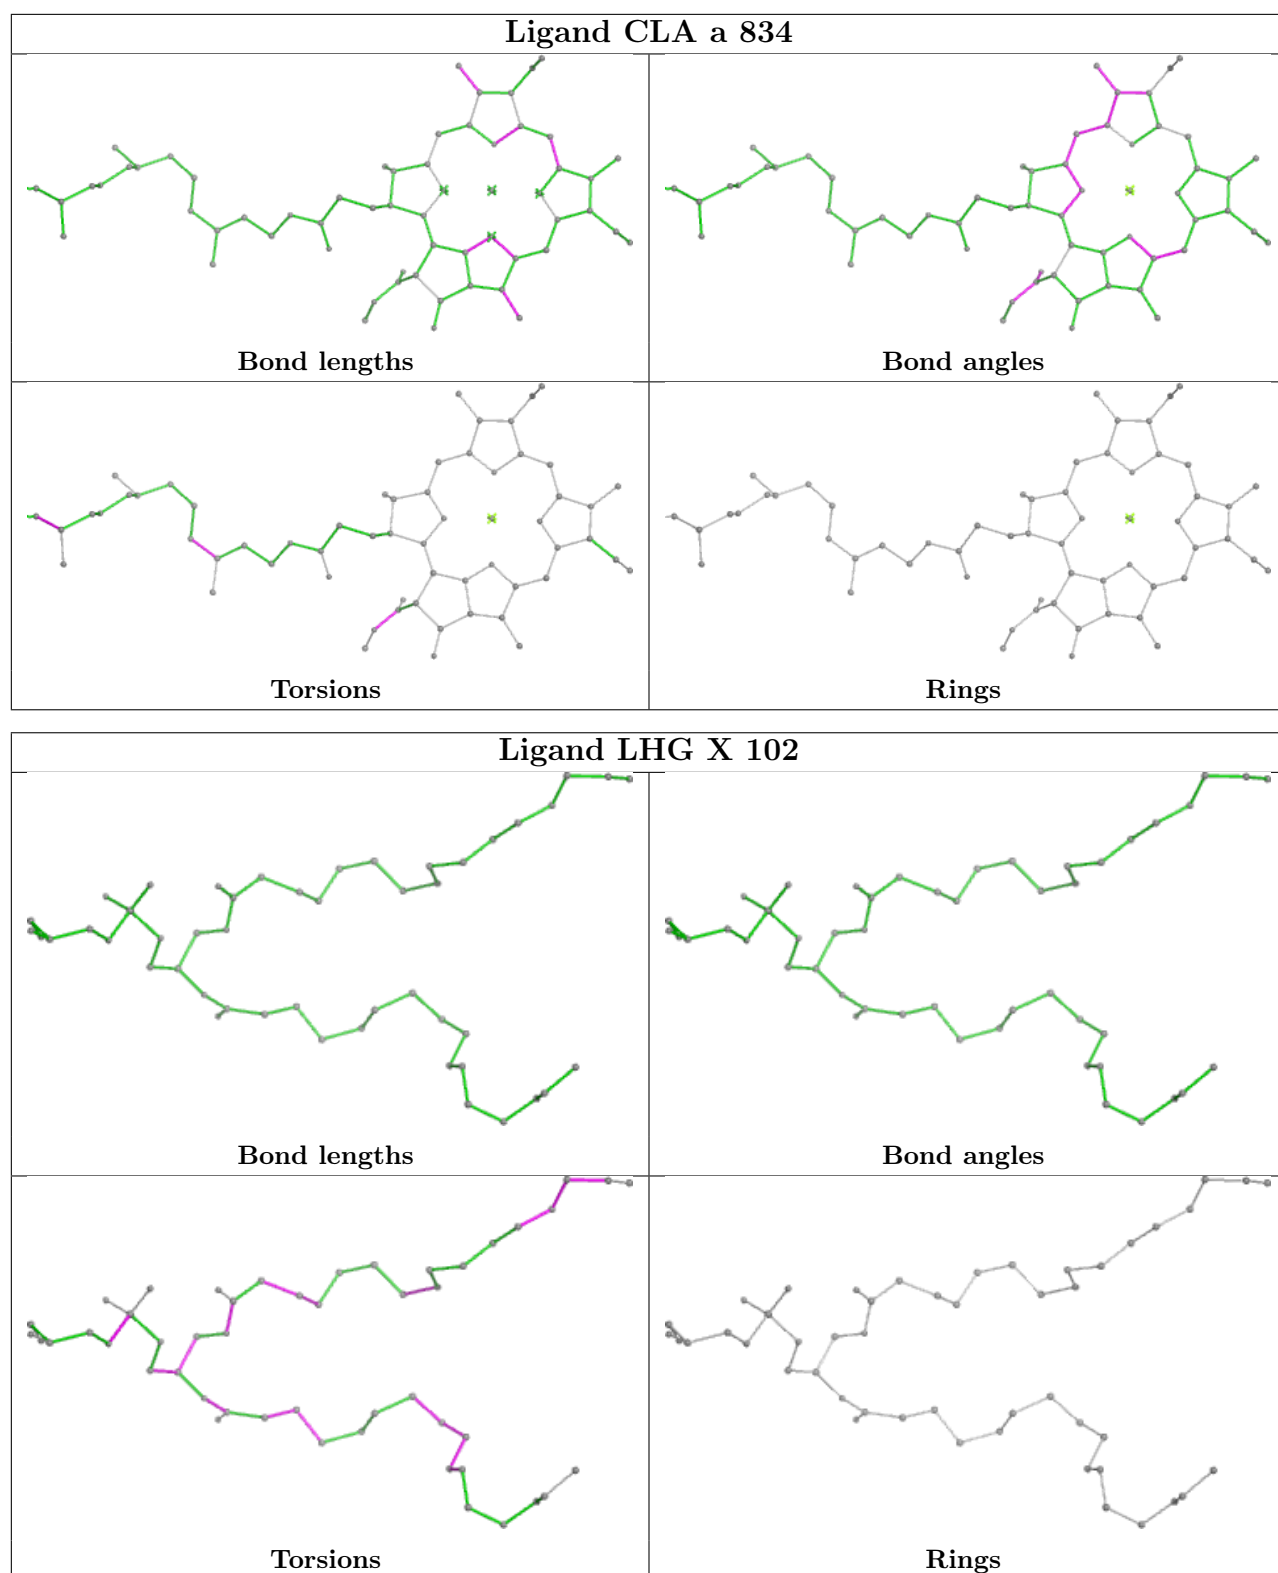 Ligand CLA a 834
Bond lengths
Bond angles
Torsions
Rings
Ligand LHG X 102
Bond lengths
Bond angles
Torsions
Rings